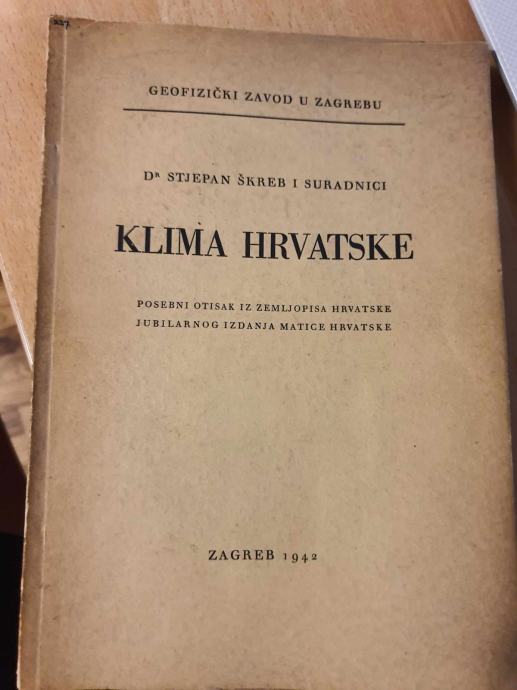 GEOFIZIČKI ZAVOD U ZAGREBU
Dᴿ STJEPAN ŠKREB I SURADNICI
KLIMA HRVATSKE
POSEBNI OTISAK IZ ZEMLJOPISA HRVATSKE
JUBILARNOG IZDANJA MATICE HRVATSKE
ZAGREB 1942